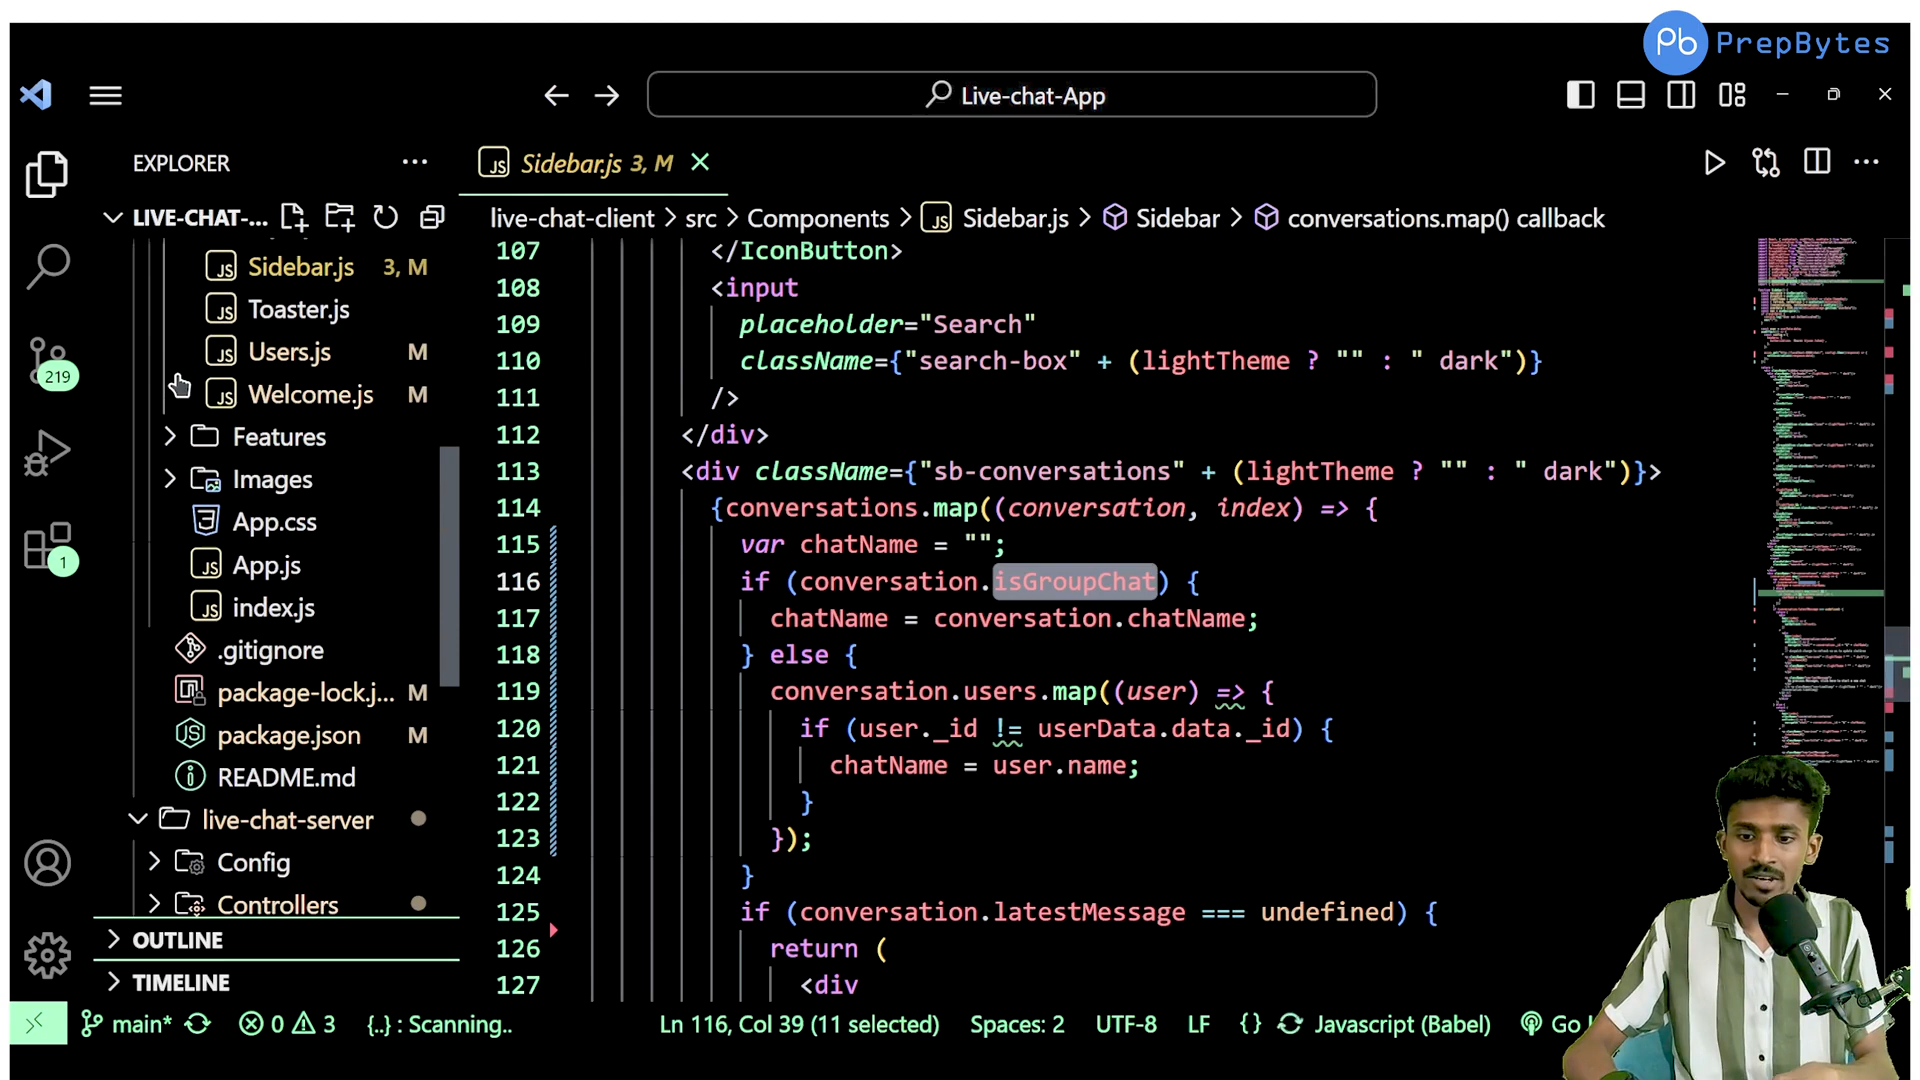 Pb PrepBytes
Live-chat-App
EXPLORER
Sidebar.js 3, M
LIVE-CHAT-...
live-chat-client > src > Components > Sidebar.js > Sidebar > conversations.map() callback
Sidebar.js 3, M
Toaster.js
Users.js M
Welcome.js M
Features
Images
App.css
App.js
index.js
.gitignore
package-lock.j... M
package.json M
README.md
live-chat-server
Config
Controllers
OUTLINE
TIMELINE
219
1
107 </IconButton>
108 <input
109 placeholder="Search"
110 className={"search-box" + (lightTheme ? "" : " dark")}
111 />
112 </div>
113 <div className={"sb-conversations" + (lightTheme ? "" : " dark")}>
114 {conversations.map((conversation, index) => {
115 var chatName = "";
116 if (conversation.isGroupChat) {
117 chatName = conversation.chatName;
118 } else {
119 conversation.users.map((user) => {
120 if (user._id != userData.data._id) {
121 chatName = user.name;
122 }
123 });
124 }
125 if (conversation.latestMessage === undefined) {
126 return (
127 <div
main* 0 3 {..} : Scanning.. Ln 116, Col 39 (11 selected) Spaces: 2 UTF-8 LF {} Javascript (Babel) Go